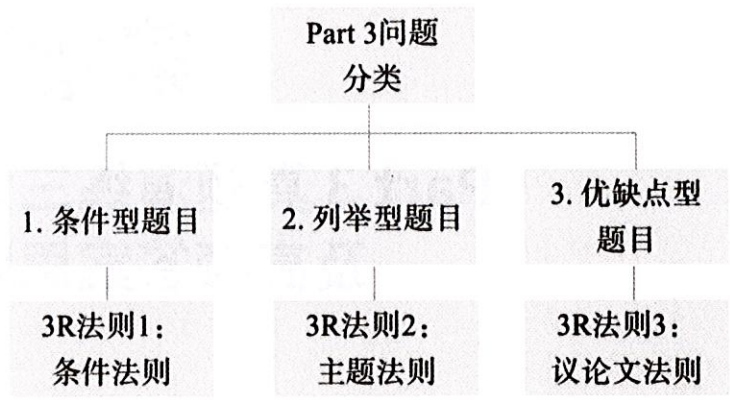 Part 3问题
分类
1. 条件型题目
2. 列举型题目
3. 优缺点型
题目
3R法则1：
条件法则
3R法则2：
主题法则
3R法则3：
议论文法则